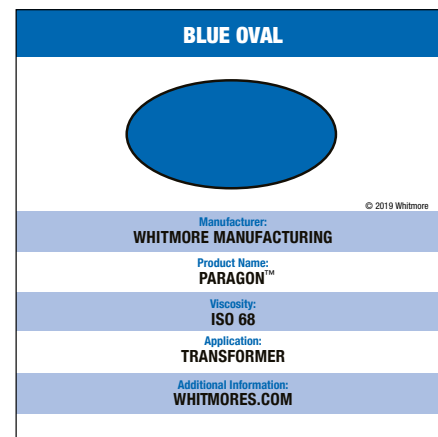 BLUE OVAL
© 2019 Whitmore
Manufacturer:
WHITMORE MANUFACTURING
Product Name:
PARAGON™
Viscosity:
ISO 68
Application:
TRANSFORMER
Additional Information:
WHITMORES.COM